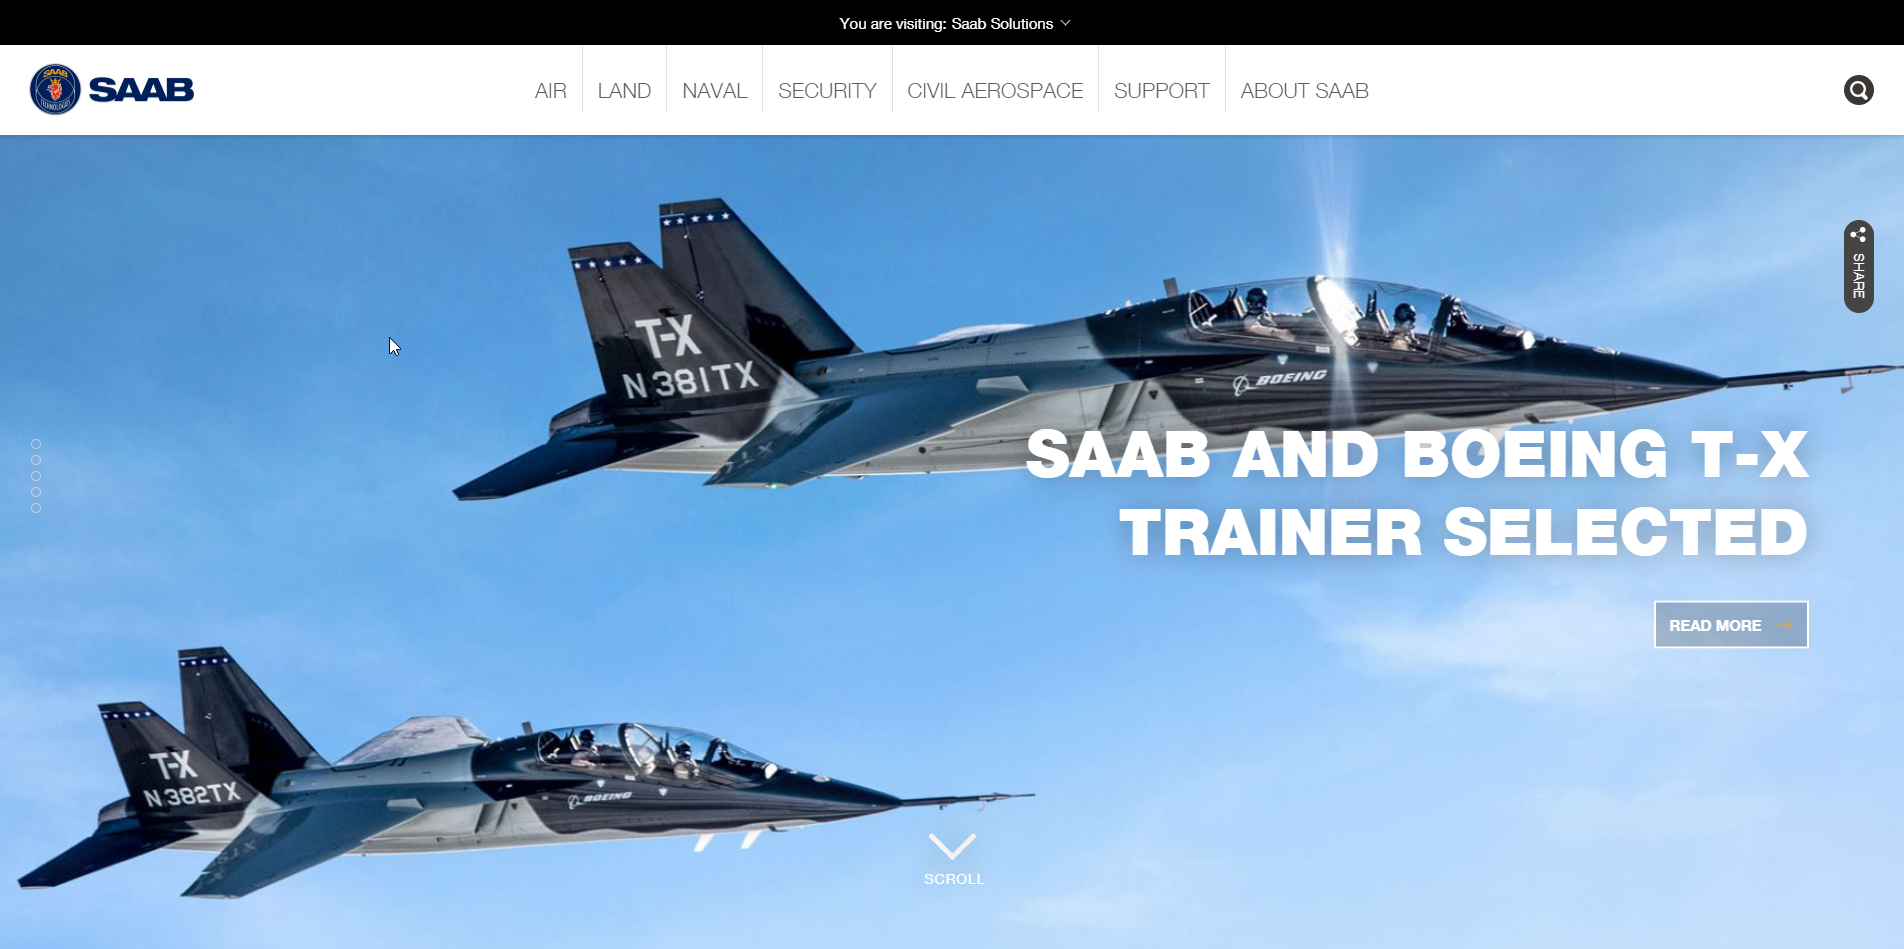 You are visiting: Saab Solutions
SAAB
SAAB
AIR
LAND
NAVAL
SECURITY
CIVIL AEROSPACE
SUPPORT
ABOUT SAAB
SHARE
T-X
N381TX
BOEING
SAAB AND BOEING T-X
TRAINER SELECTED
READ MORE
T-X
N382TX
BOEING
SCROLL